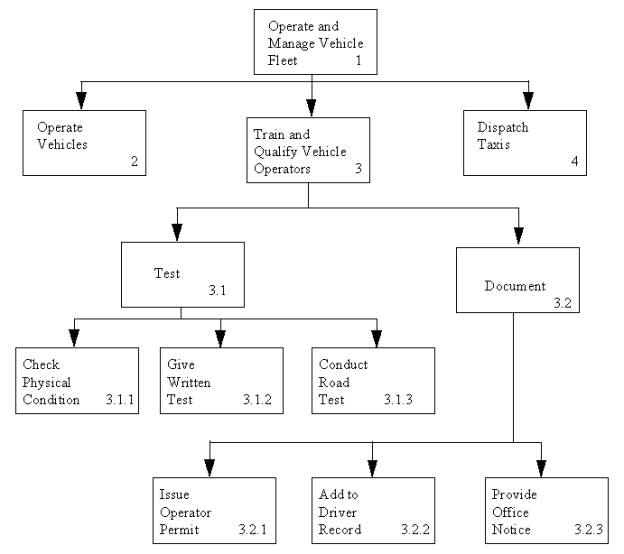 Operate and
Manage Vehicle
Fleet 1
Operate
Vehicles
2
Train and
Qualify Vehicle
Operators 3
Dispatch
Taxis
4
Test
3.1
Document
3.2
Check
Physical
Condition 3.1.1
Give
Written
Test 3.1.2
Conduct
Road
Test 3.1.3
Issue
Operator
Permit 3.2.1
Add to
Driver
Record 3.2.2
Provide
Office
Notice 3.2.3